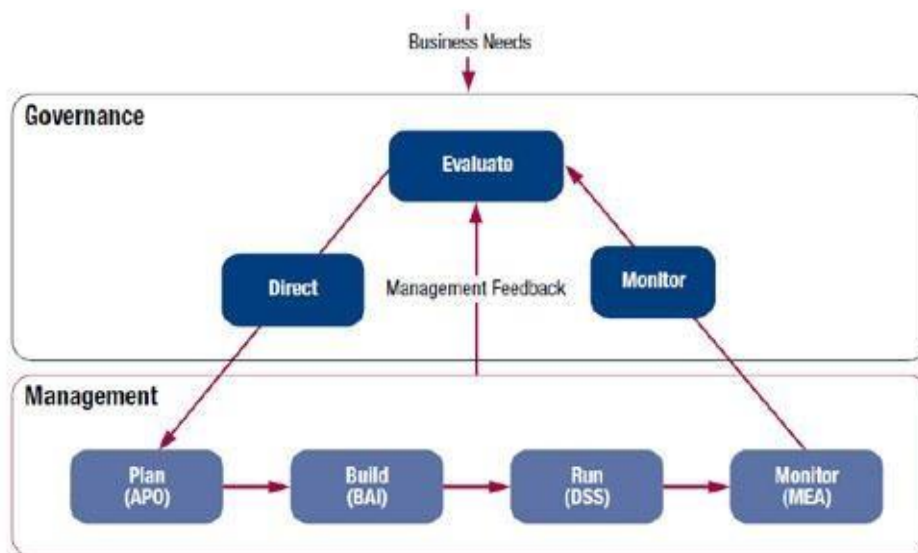 Business Needs
Governance
Evaluate
Direct
Management Feedback
Monitor
Management
Plan
(APO)
Build
(BAI)
Run
(DSS)
Monitor
(MEA)